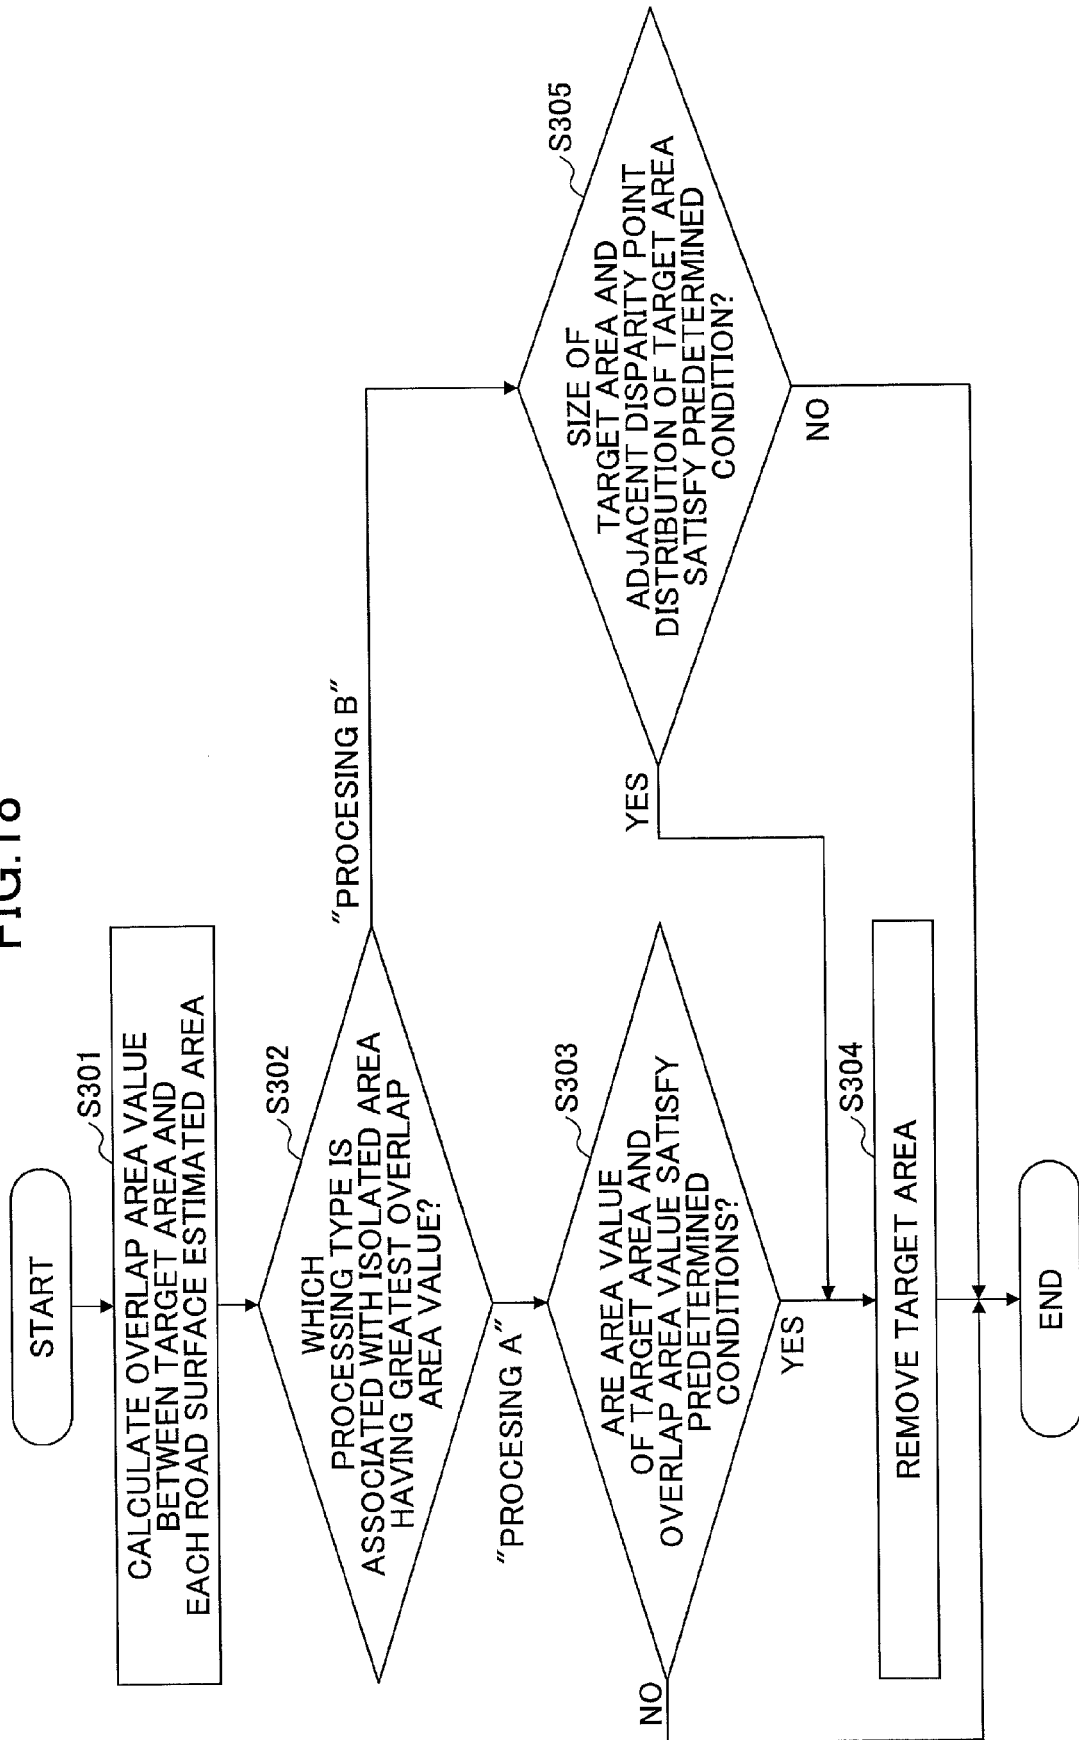 FIG.18
START
S301
CALCULATE OVERLAP AREA VALUE
BETWEEN TARGET AREA AND
EACH ROAD SURFACE ESTIMATED AREA
S302
WHICH
PROCESSING TYPE IS
ASSOCIATED WITH ISOLATED AREA
HAVING GREATEST OVERLAP
AREA VALUE?
"PROCESING B"
"PROCESING A"
S303
ARE AREA VALUE
OF TARGET AREA AND
OVERLAP AREA VALUE SATISFY
PREDETERMINED
CONDITIONS?
NO
YES
S305
SIZE OF
TARGET AREA AND
ADJACENT DISPARITY POINT
DISTRIBUTION OF TARGET AREA
SATISFY PREDETERMINED
CONDITION?
YES
NO
S304
REMOVE TARGET AREA
END